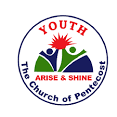 YOUTH
ARISE & SHINE
The Church of Pentecost